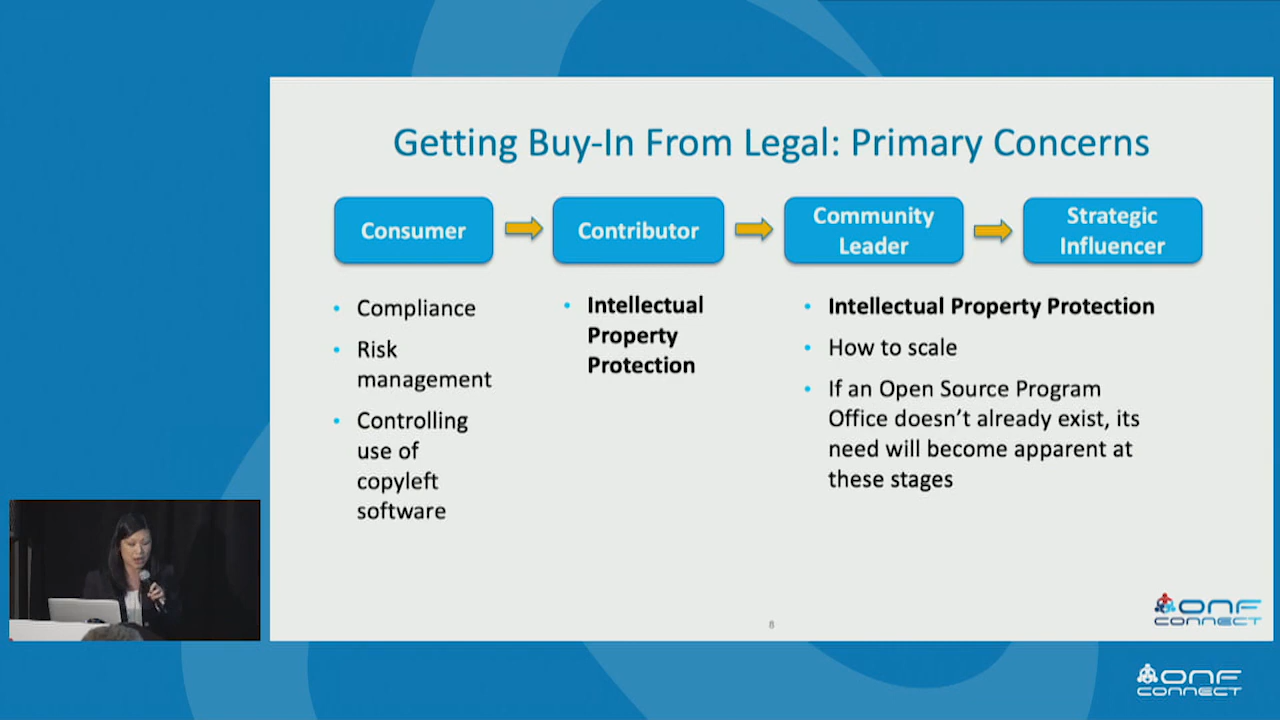 Getting Buy-In From Legal: Primary Concerns
Consumer
Contributor
Community
Leader
Strategic
Influencer
• Compliance
• Risk
management
• Controlling
use of
copyleft
software
• Intellectual
Property
Protection
• Intellectual Property Protection
• How to scale
• If an Open Source Program
Office doesn't already exist, its
need will become apparent at
these stages
8
ONF
CONNECT
ONF
CONNECT